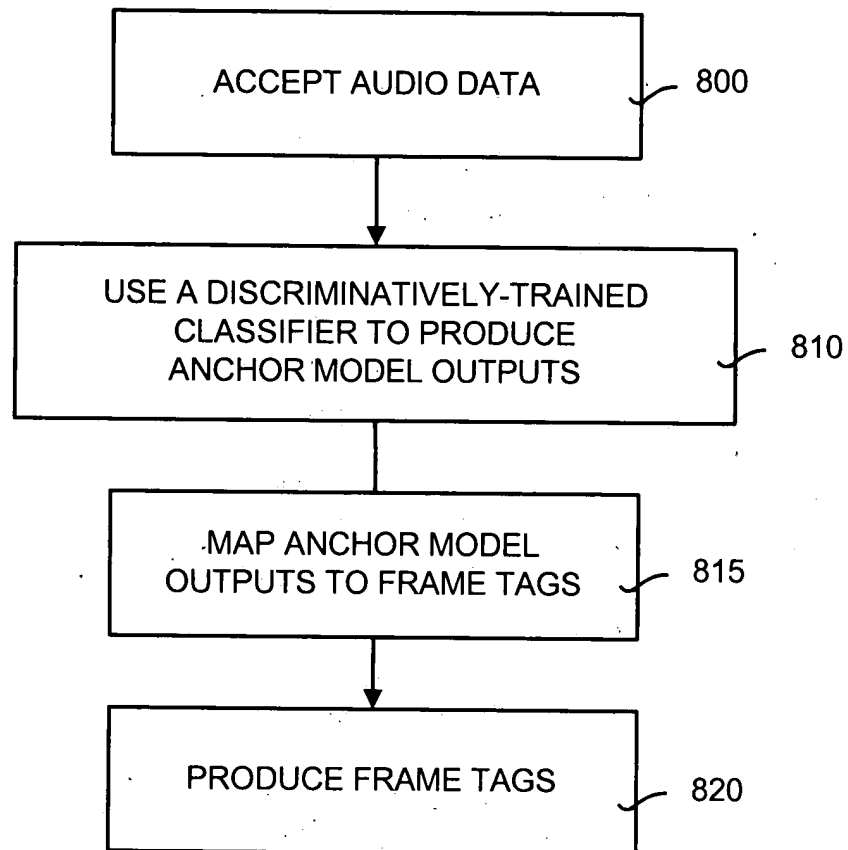 ACCEPT AUDIO DATA
800
USE A DISCRIMINATIVELY-TRAINED
CLASSIFIER TO PRODUCE
ANCHOR MODEL OUTPUTS
810
MAP ANCHOR MODEL
OUTPUTS TO FRAME TAGS
815
PRODUCE FRAME TAGS
820